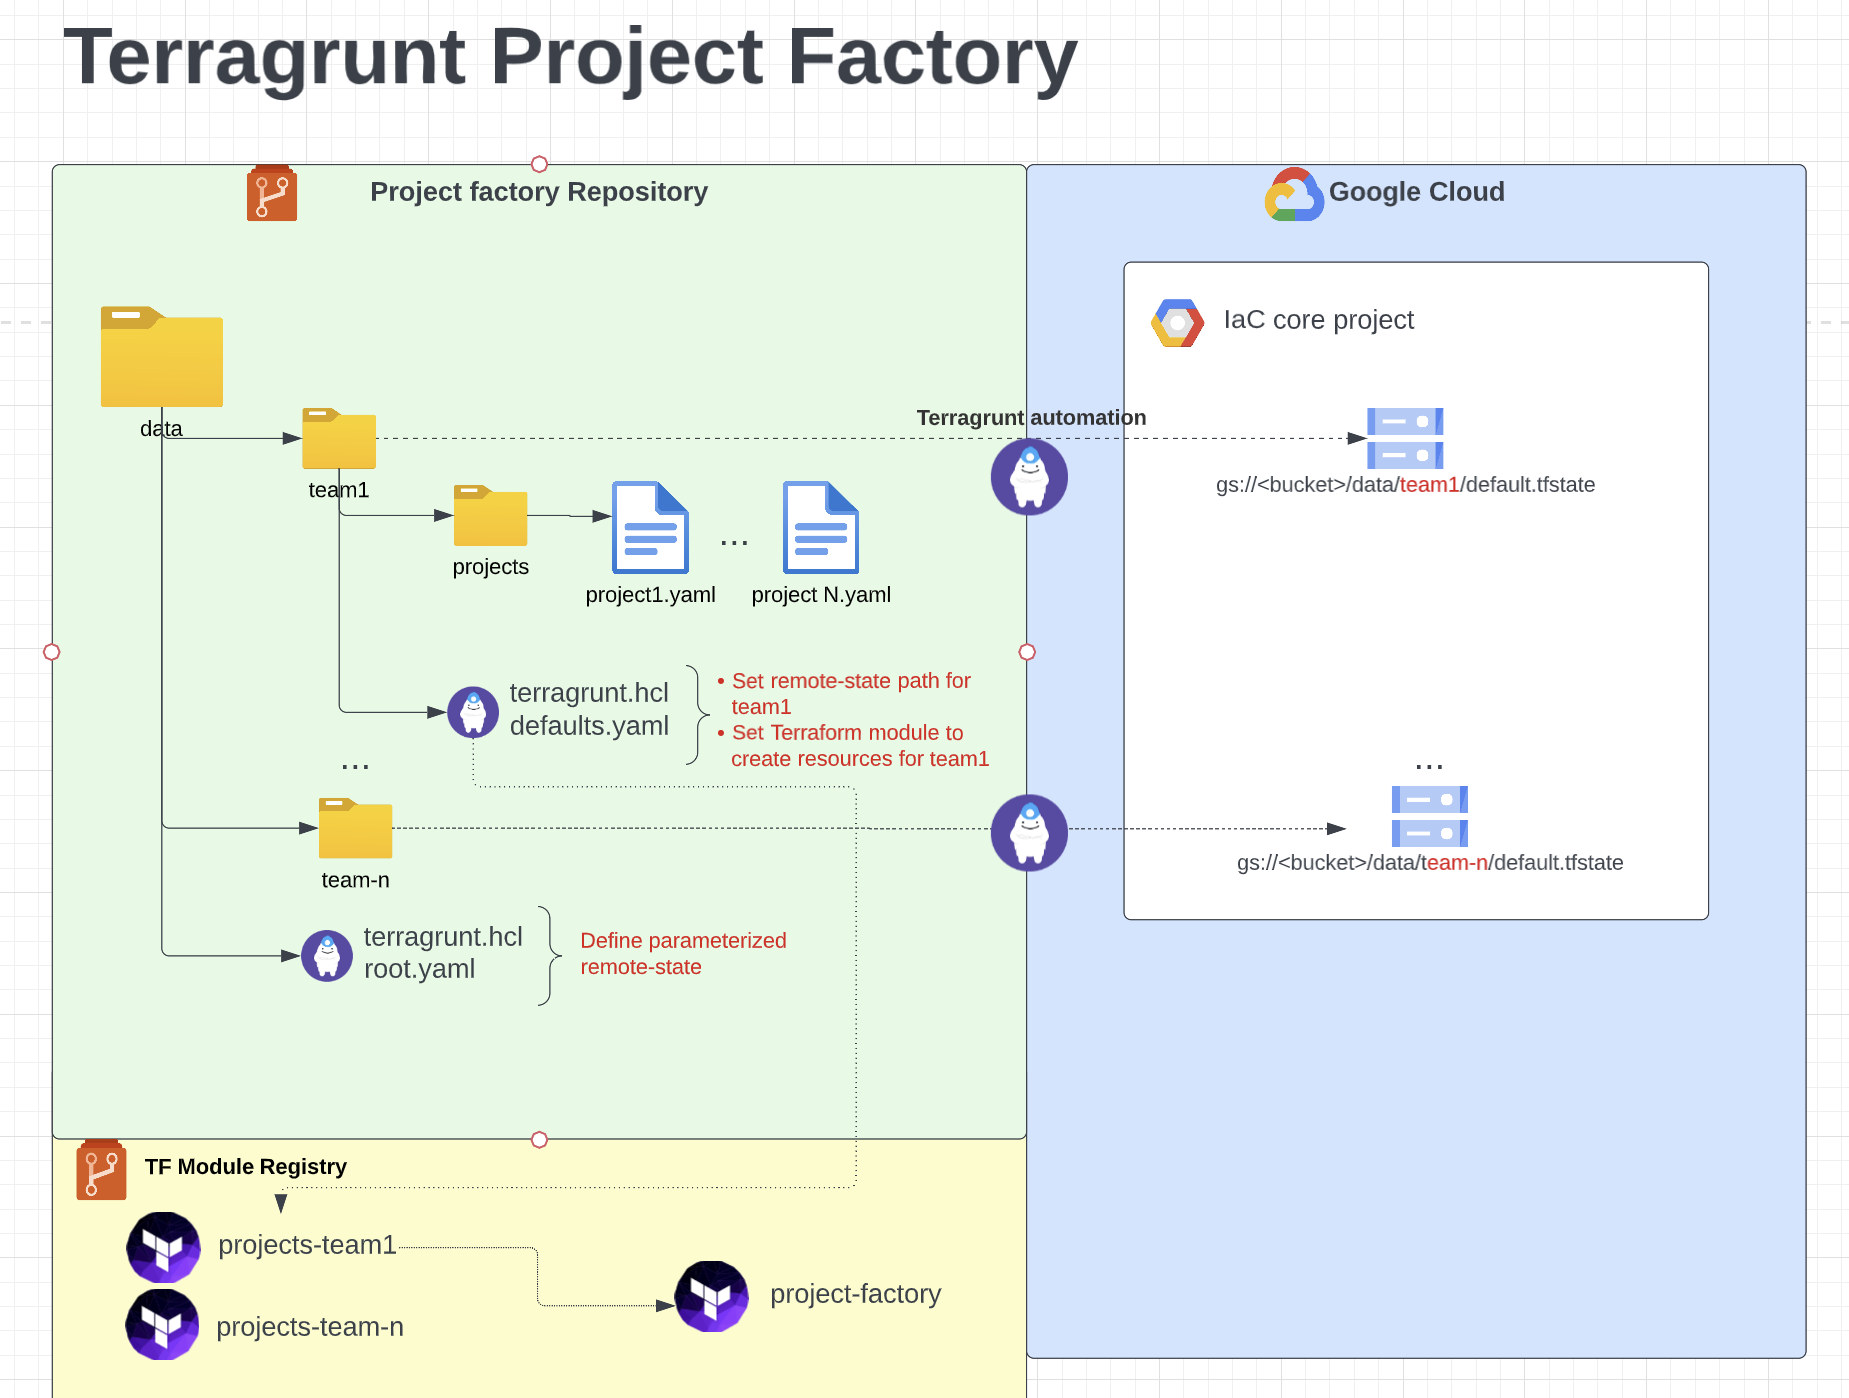 Terragrunt Project Factory
Project factory Repository
Google Cloud
IaC core project
data
team1
Terragrunt automation
gs://<bucket>/data/team1/default.tfstate
projects
project1.yaml
...
project N.yaml
terragrunt.hcl
defaults.yaml
• Set remote-state path for
team1
• Set Terraform module to
create resources for team1
...
...
team-n
gs://<bucket>/data/team-n/default.tfstate
terragrunt.hcl
root.yaml
Define parameterized
remote-state
TF Module Registry
projects-team1
project-factory
projects-team-n